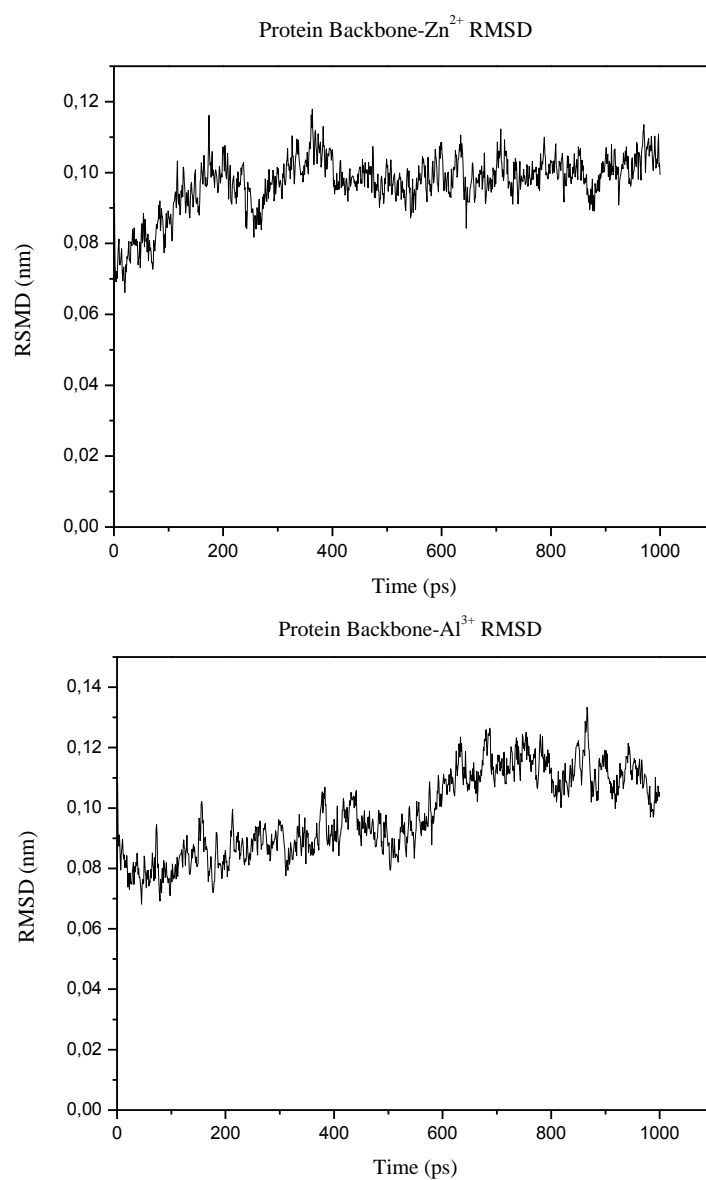 Protein Backbone-Zn²⁺ RMSD
0,12
0,10
0,08
0,06
0,04
0,02
0,00
RSMD (nm)
0 200 400 600 800 1000
Time (ps)
Protein Backbone-Al³⁺ RMSD
0,14
0,12
0,10
0,08
0,06
0,04
0,02
0,00
RMSD (nm)
0 200 400 600 800 1000
Time (ps)